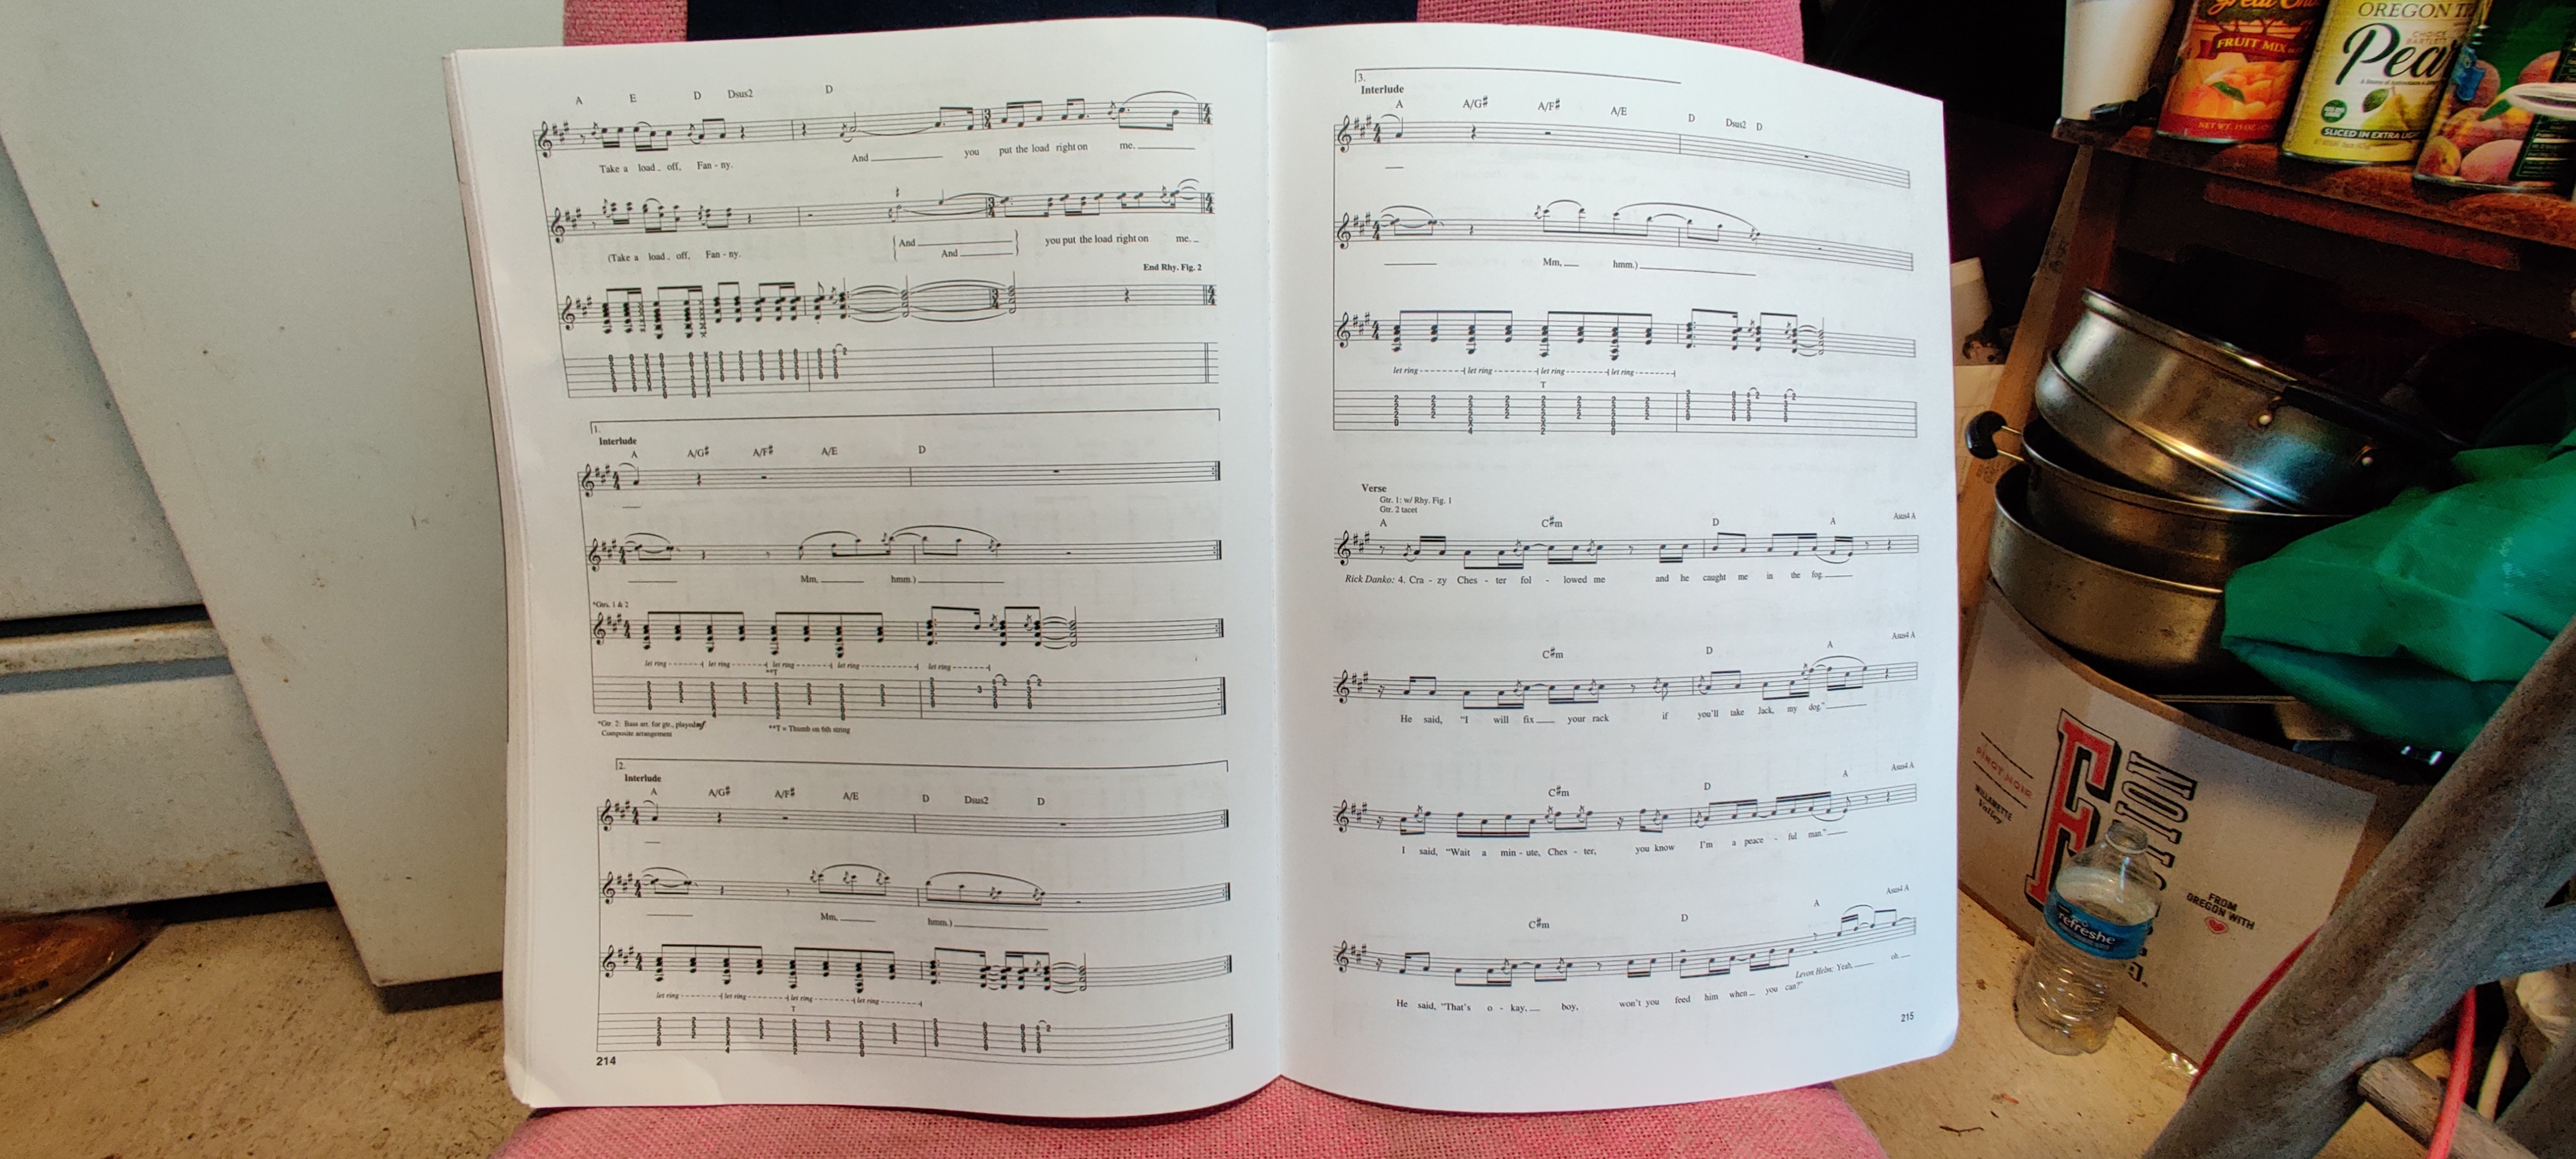 A E D Dsus2 D
Take a load off, Fan - ny. And you put the load right on me.
(Take a load off, Fan - ny. And you put the load right on me.
And
End Rhy. Fig. 2
1.
Interlude
A A/G# A/F# A/E D
Mm, hmm.)
*Gtrs. 1 & 2
let ring let ring let ring let ring let ring
**T
*Gtr. 2: Bass arr. for gtr., played mf
Composite arrangement
**T = Thumb on 6th string
2.
Interlude
A A/G# A/F# A/E D Dsus2 D
Mm, hmm.)
let ring let ring let ring let ring
T
214
3.
Interlude
A A/G# A/F# A/E D Dsus2 D
Mm, hmm.)
let ring let ring let ring let ring
T
Verse
Gtr. 1: w/ Rhy. Fig. 1
Gtr. 2 tacet
A C#m D A Asus4 A
Rick Danko: 4. Cra - zy Ches - ter fol - lowed me and he caught me in the fog.
C#m D A Asus4 A
He said, "I will fix your rack if you'll take Jack, my dog."
C#m D A Asus4 A
I said, "Wait a min - ute, Ches - ter, you know I'm a peace - ful man."
C#m D A Asus4 A
He said, "That's o - kay, boy, won't you feed him when you can?"
Levon Helm: Yeah, oh
215
FRUIT MIX
OREGON
Pea
SLICED IN EXTRA
PINOT NOIR
WILLAMETTE
Valley
FROM
OREGON WITH
refreshe